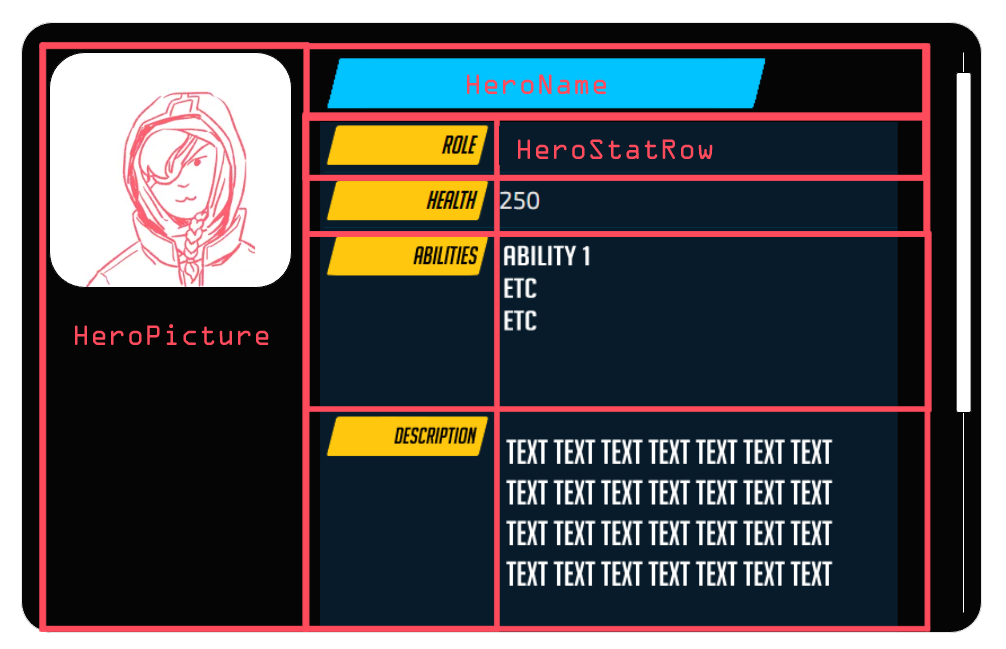 HeroName
ROLE
HeroStatRow
HEALTH
250
ABILITIES
ABILITY 1
ETC
ETC
HeroPicture
DESCRIPTION
TEXT TEXT TEXT TEXT TEXT TEXT TEXT
TEXT TEXT TEXT TEXT TEXT TEXT TEXT
TEXT TEXT TEXT TEXT TEXT TEXT TEXT
TEXT TEXT TEXT TEXT TEXT TEXT TEXT